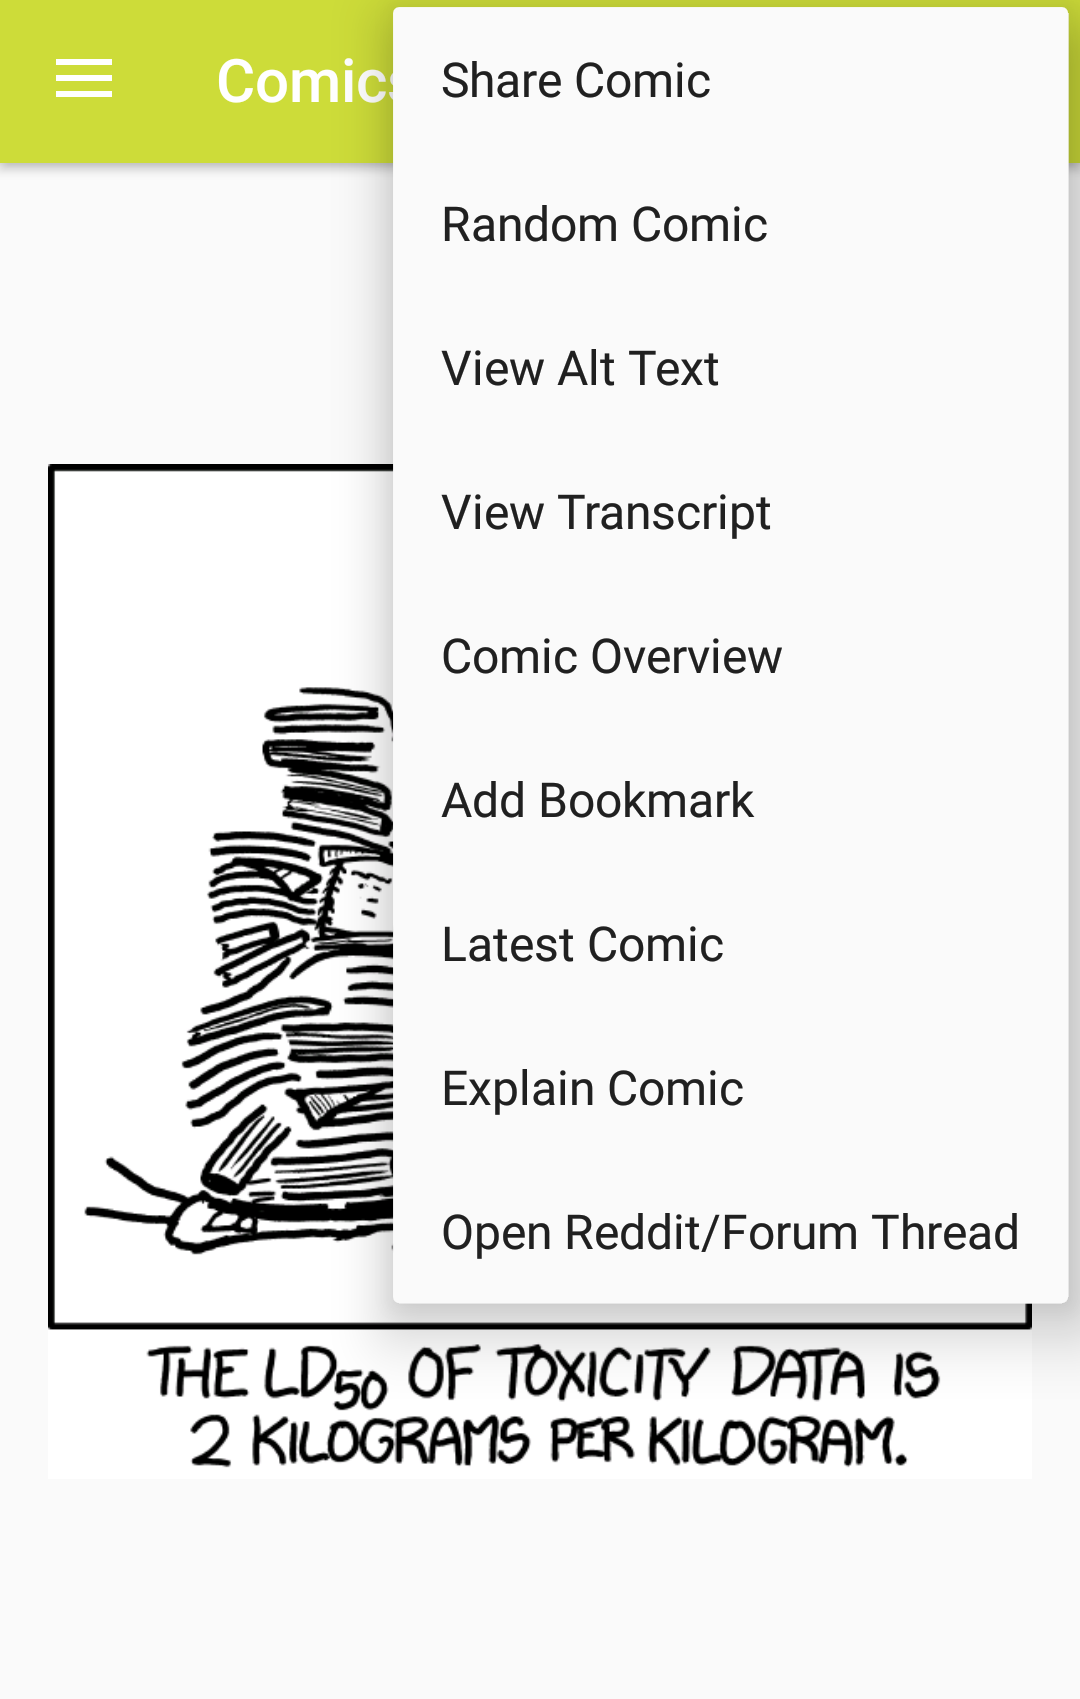 Comics
Share Comic
Random Comic
View Alt Text
View Transcript
Comic Overview
Add Bookmark
Latest Comic
Explain Comic
Open Reddit/Forum Thread
THE LD50 OF TOXICITY DATA IS
2 KILOGRAMS PER KILOGRAM.